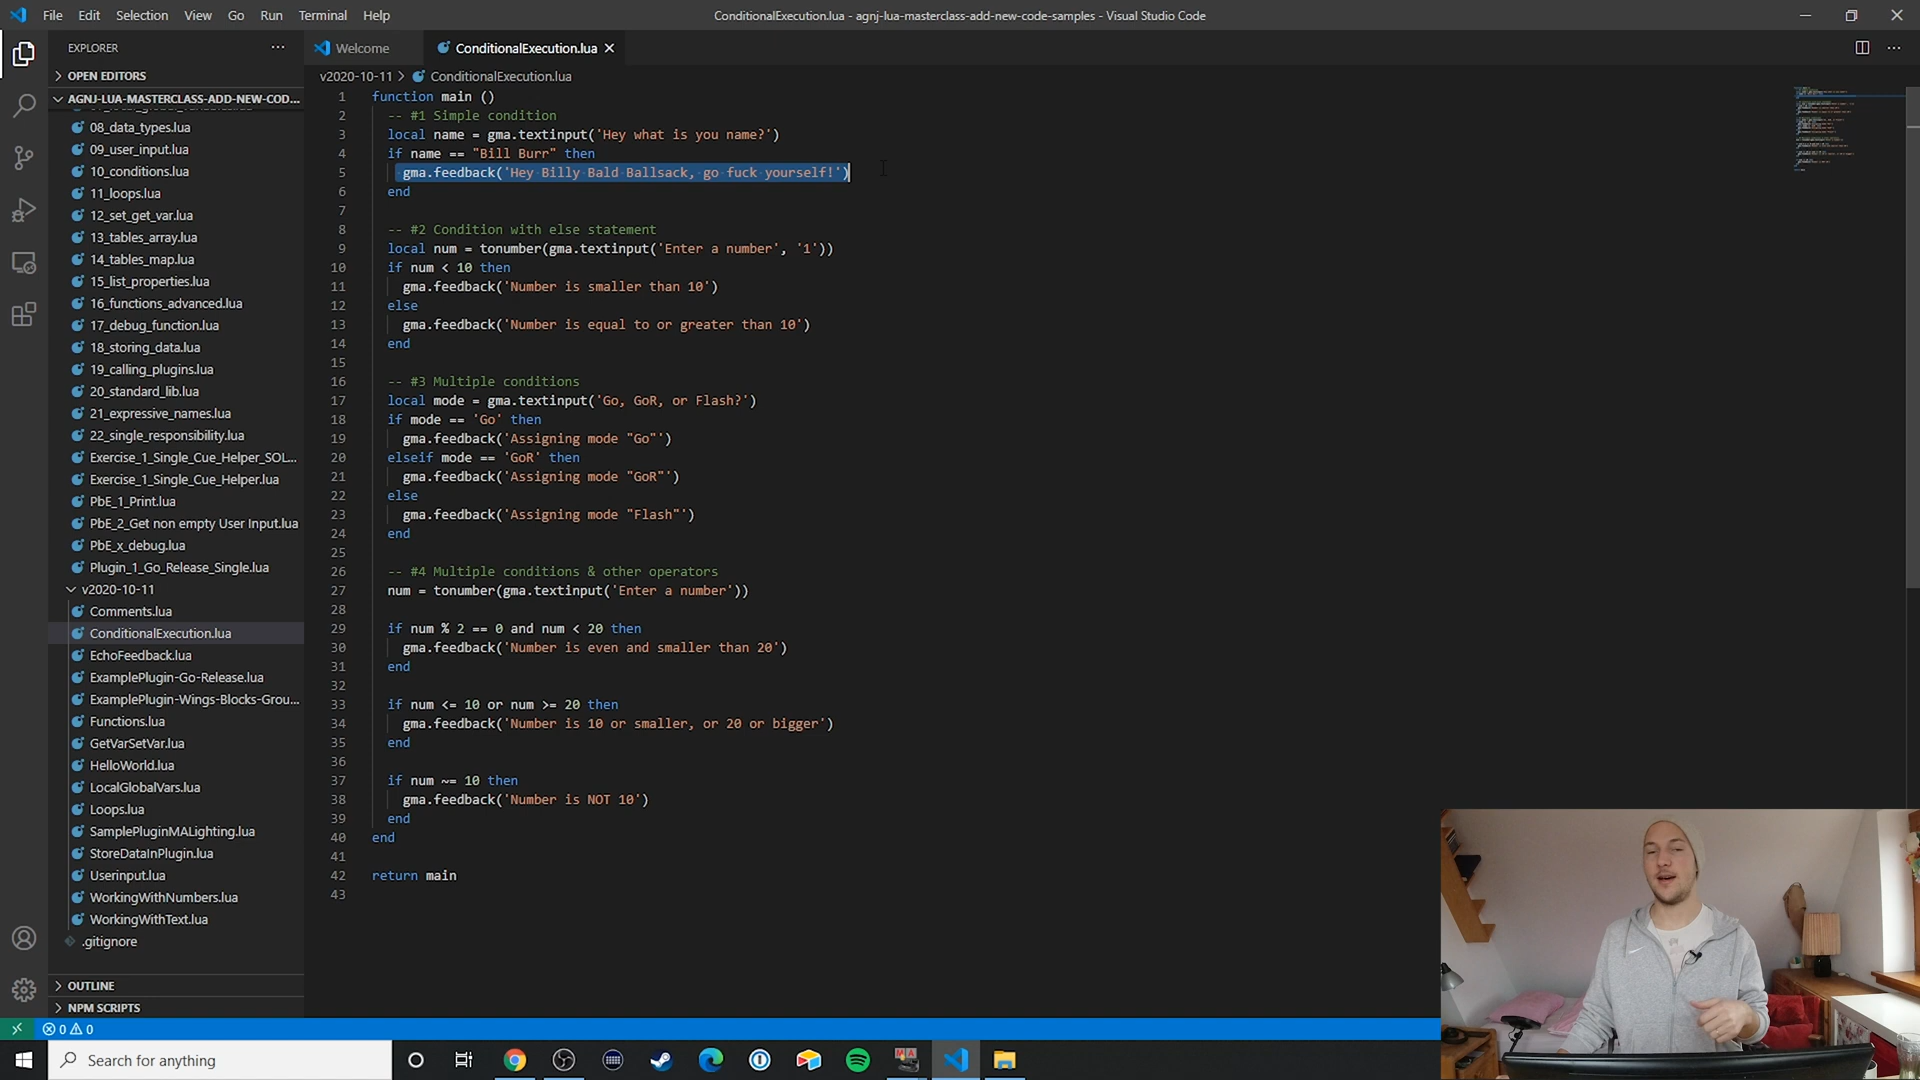 File Edit Selection View Go Run Terminal Help
ConditionalExecution.lua - agnj-lua-masterclass-add-new-code-samples - Visual Studio Code
EXPLORER
OPEN EDITORS
AGNJ-LUA-MASTERCLASS-ADD-NEW-COD...
08_data_types.lua
09_user_input.lua
10_conditions.lua
11_loops.lua
12_set_get_var.lua
13_tables_array.lua
14_tables_map.lua
15_list_properties.lua
16_functions_advanced.lua
17_debug_function.lua
18_storing_data.lua
19_calling_plugins.lua
20_standard_lib.lua
21_expressive_names.lua
22_single_responsibility.lua
Exercise_1_Single_Cue_Helper_SOL...
Exercise_1_Single_Cue_Helper.lua
PbE_1_Print.lua
PbE_2_Get non empty User Input.lua
PbE_x_debug.lua
Plugin_1_Go_Release_Single.lua
v2020-10-11
Comments.lua
ConditionalExecution.lua
EchoFeedback.lua
ExamplePlugin-Go-Release.lua
ExamplePlugin-Wings-Blocks-Grou...
Functions.lua
GetVarSetVar.lua
HelloWorld.lua
LocalGlobalVars.lua
Loops.lua
SamplePluginMALighting.lua
StoreDataInPlugin.lua
Userinput.lua
WorkingWithNumbers.lua
WorkingWithText.lua
.gitignore
OUTLINE
NPM SCRIPTS
Welcome
ConditionalExecution.lua
v2020-10-11 > ConditionalExecution.lua
1 function main ()
2 -- #1 Simple condition
3 local name = gma.textinput('Hey what is you name?')
4 if name == "Bill Burr" then
5 gma.feedback('Hey Billy Bald Ballsack, go fuck yourself!')
6 end
7
8 -- #2 Condition with else statement
9 local num = tonumber(gma.textinput('Enter a number', '1'))
10 if num < 10 then
11 gma.feedback('Number is smaller than 10')
12 else
13 gma.feedback('Number is equal to or greater than 10')
14 end
15
16 -- #3 Multiple conditions
17 local mode = gma.textinput('Go, GoR, or Flash?')
18 if mode == 'Go' then
19 gma.feedback('Assigning mode "Go"')
20 elseif mode == 'GoR' then
21 gma.feedback('Assigning mode "GoR"')
22 else
23 gma.feedback('Assigning mode "Flash"')
24 end
25
26 -- #4 Multiple conditions & other operators
27 num = tonumber(gma.textinput('Enter a number'))
28
29 if num % 2 == 0 and num < 20 then
30 gma.feedback('Number is even and smaller than 20')
31 end
32
33 if num <= 10 or num >= 20 then
34 gma.feedback('Number is 10 or smaller, or 20 or bigger')
35 end
36
37 if num ~= 10 then
38 gma.feedback('Number is NOT 10')
39 end
40 end
41
42 return main
43
0 0
Search for anything